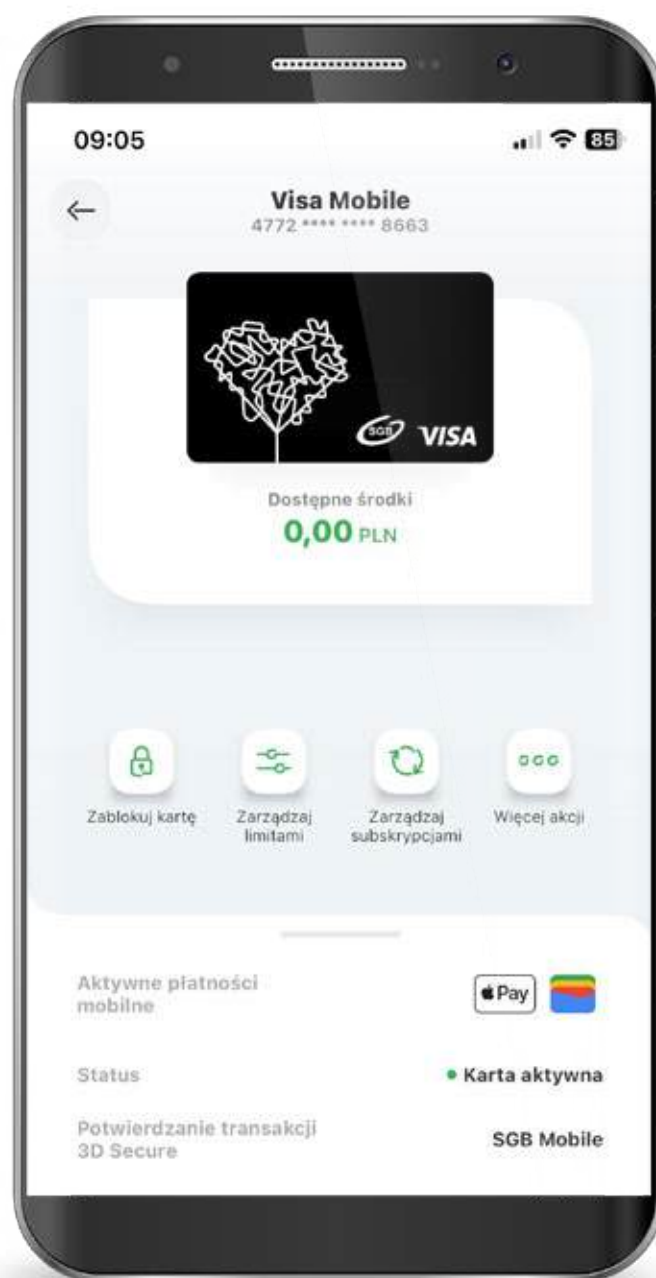 09:05
85
Visa Mobile
4772 **** **** 8663
SGB VISA
Dostępne środki
0,00 PLN
Zablokuj kartę
Zarządzaj
limitami
Zarządzaj
subskrypcjami
Więcej akcji
Aktywne płatności
mobilne
Pay
Status
Karta aktywna
Potwierdzanie transakcji
3D Secure
SGB Mobile